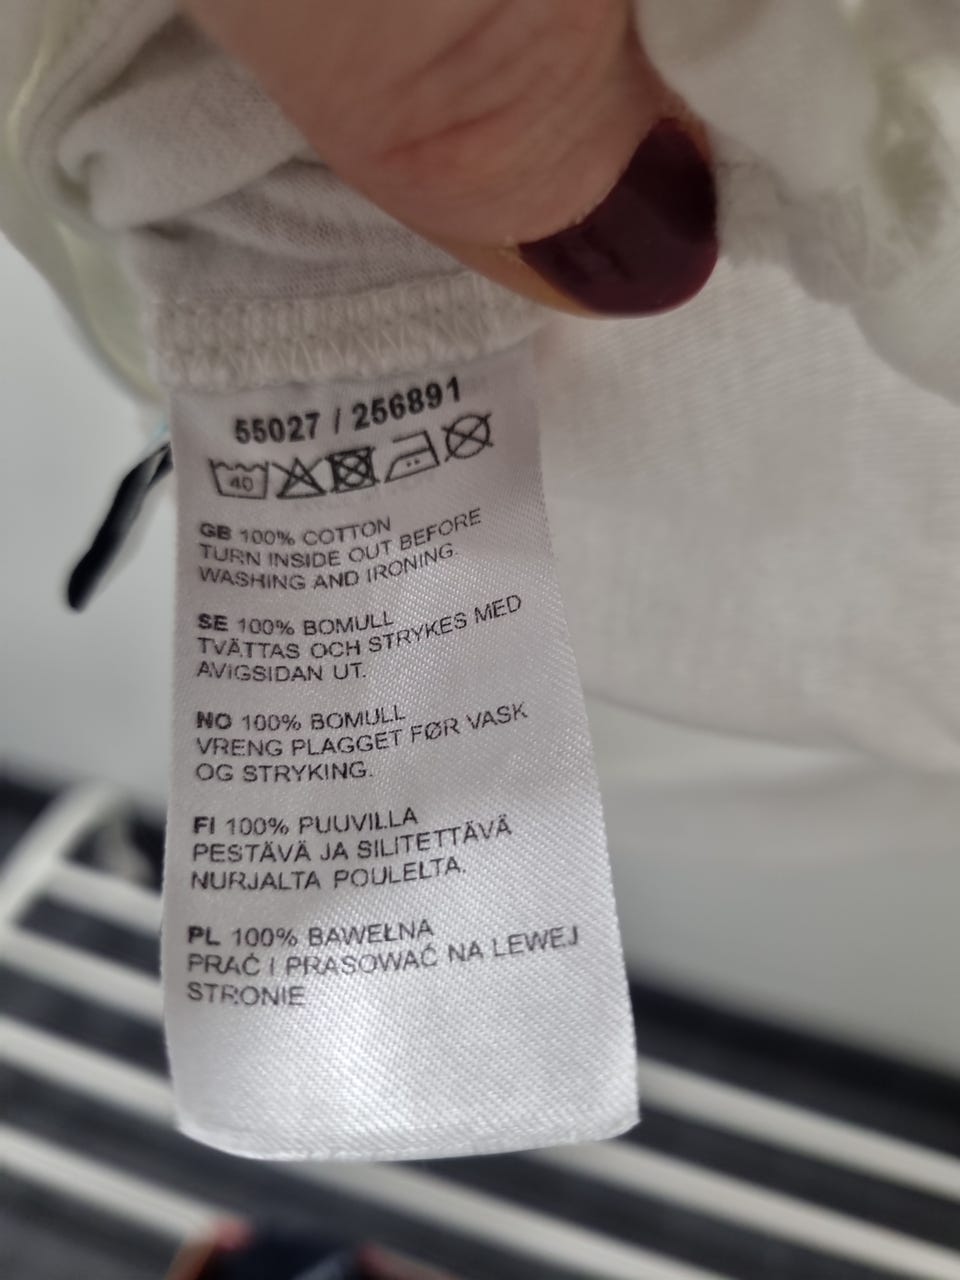 55027 / 256891
40
GB 100% COTTON
TURN INSIDE OUT BEFORE
WASHING AND IRONING.
SE 100% BOMULL
TVÄTTAS OCH STRYKES MED
AVIGSIDAN UT.
NO 100% BOMULL
VRENG PLAGGET FØR VASK
OG STRYKING.
FI 100% PUUVILLA
PESTÄVÄ JA SILITETTÄVÄ
NURJALTA POULELTA.
PL 100% BAWEŁNA
PRAĆ I PRASOWAĆ NA LEWEJ
STRONIE